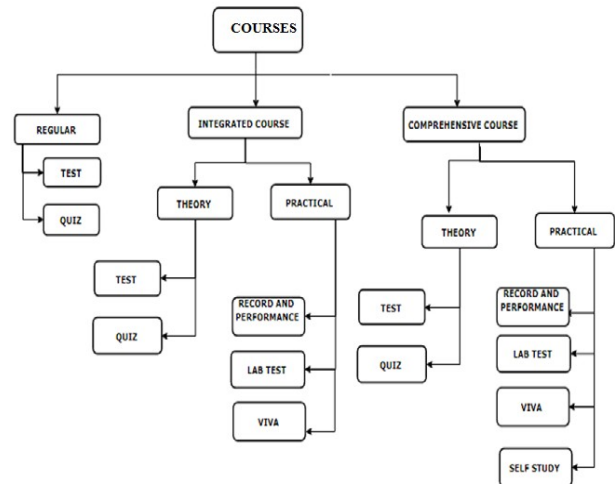 COURSES
REGULAR
INTEGRATED COURSE
COMPREHENSIVE COURSE
TEST
QUIZ
THEORY
PRACTICAL
THEORY
PRACTICAL
TEST
QUIZ
RECORD AND
PERFORMANCE
LAB TEST
VIVA
TEST
QUIZ
RECORD AND
PERFORMANCE
LAB TEST
VIVA
SELF STUDY